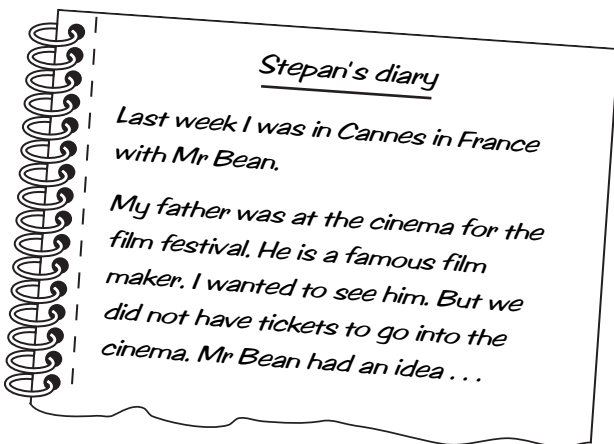 Stepan's diary
Last week I was in Cannes in France
with Mr Bean.
My father was at the cinema for the
film festival. He is a famous film
maker. I wanted to see him. But we
did not have tickets to go into the
cinema. Mr Bean had an idea . . .